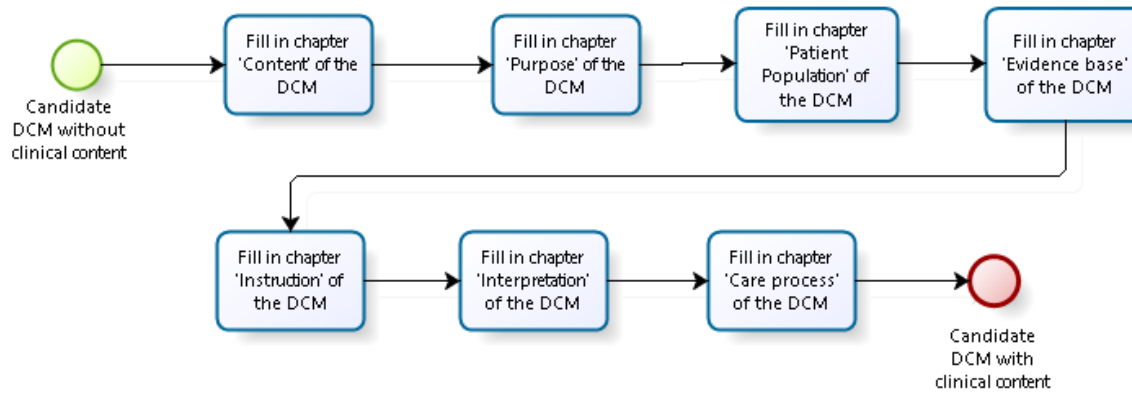 Candidate
DCM without
clinical content
Fill in chapter
'Content' of the
DCM
Fill in chapter
'Purpose' of the
DCM
Fill in chapter
'Patient
Population' of
the DCM
Fill in chapter
'Evidence base'
of the DCM
Fill in chapter
'Instruction' of
the DCM
Fill in chapter
'Interpretation'
of the DCM
Fill in chapter
'Care process'
of the DCM
Candidate
DCM with
clinical content